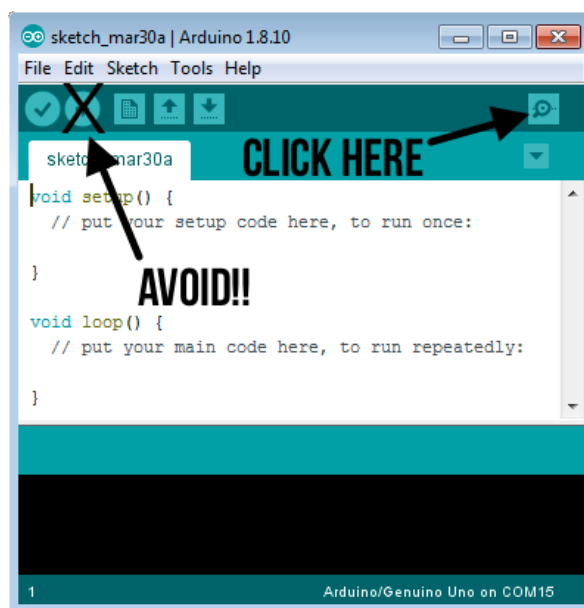 sketch_mar30a | Arduino 1.8.10
File Edit Sketch Tools Help
CLICK HERE
sketch_mar30a
void setup() {
// put your setup code here, to run once:
}
AVOID!!
void loop() {
// put your main code here, to run repeatedly:
}
1 Arduino/Genuino Uno on COM15